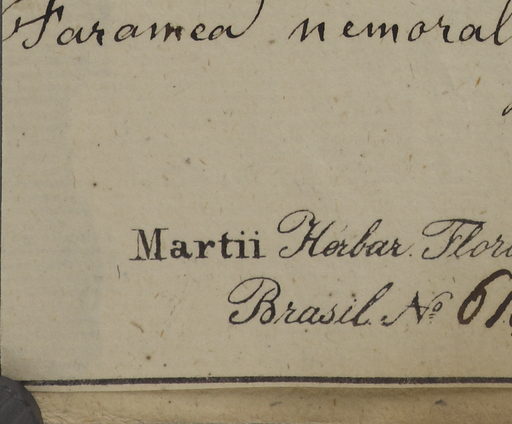 Faramea nemoral
Martii Herbar. Flor
Brasil. No 61